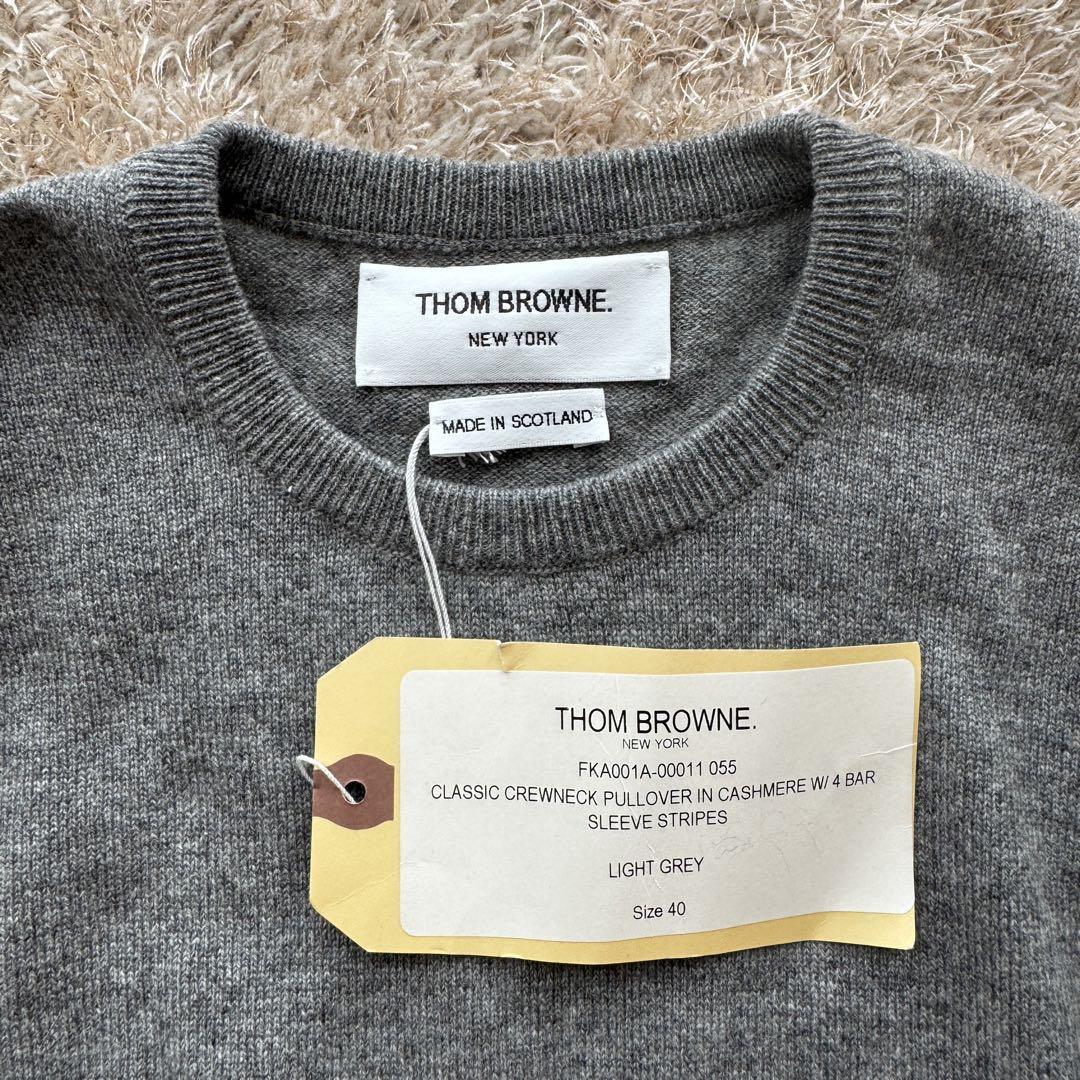 THOM BROWNE.
NEW YORK
MADE IN SCOTLAND
THOM BROWNE.
NEW YORK
FKA001A-00011 055
CLASSIC CREWNECK PULLOVER IN CASHMERE W/ 4 BAR
SLEEVE STRIPES
LIGHT GREY
Size 40